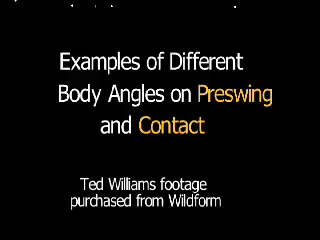 Examples of Different
Body Angles on Preswing
and Contact
Ted Williams footage
purchased from Wildform